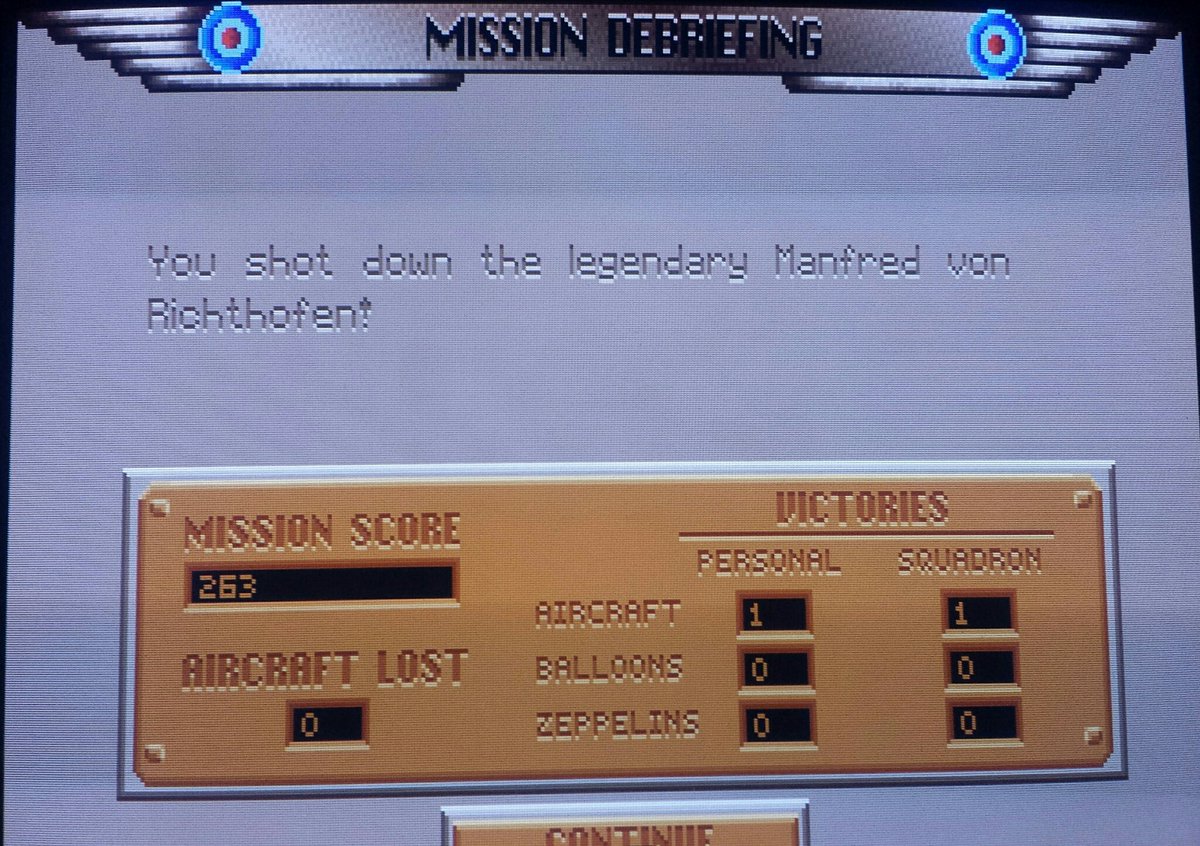 MISSION DEBRIEFING
You shot down the legendary Manfred von
Richthofen!
MISSION SCORE
263
AIRCRAFT LOST
0
VICTORIES
PERSONAL SQUADRON
AIRCRAFT 1 1
BALLOONS 0 0
ZEPPELINS 0 0
CONTINUE